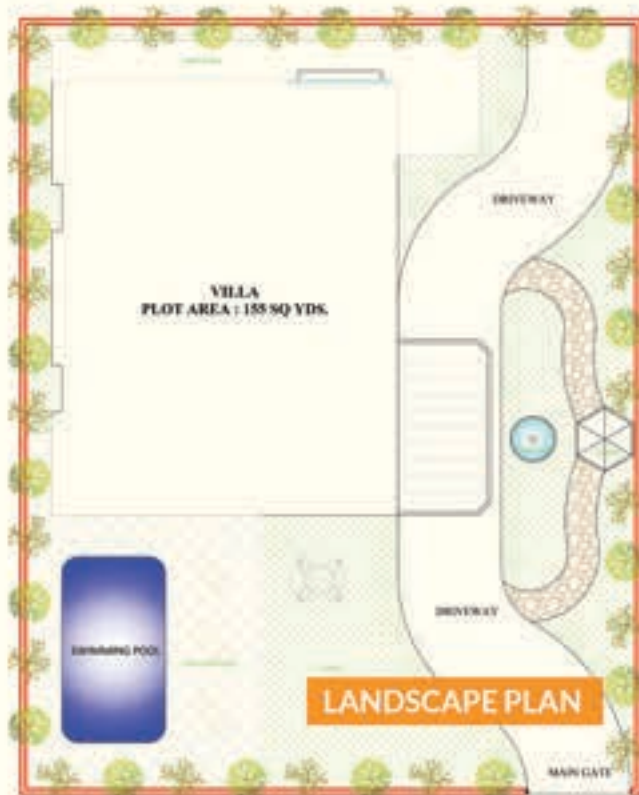 DRIVEWAY
VILLA
PLOT AREA : 155 SQ YDS.
DRIVEWAY
SWIMMING POOL
LANDSCAPE PLAN
MAIN GATE